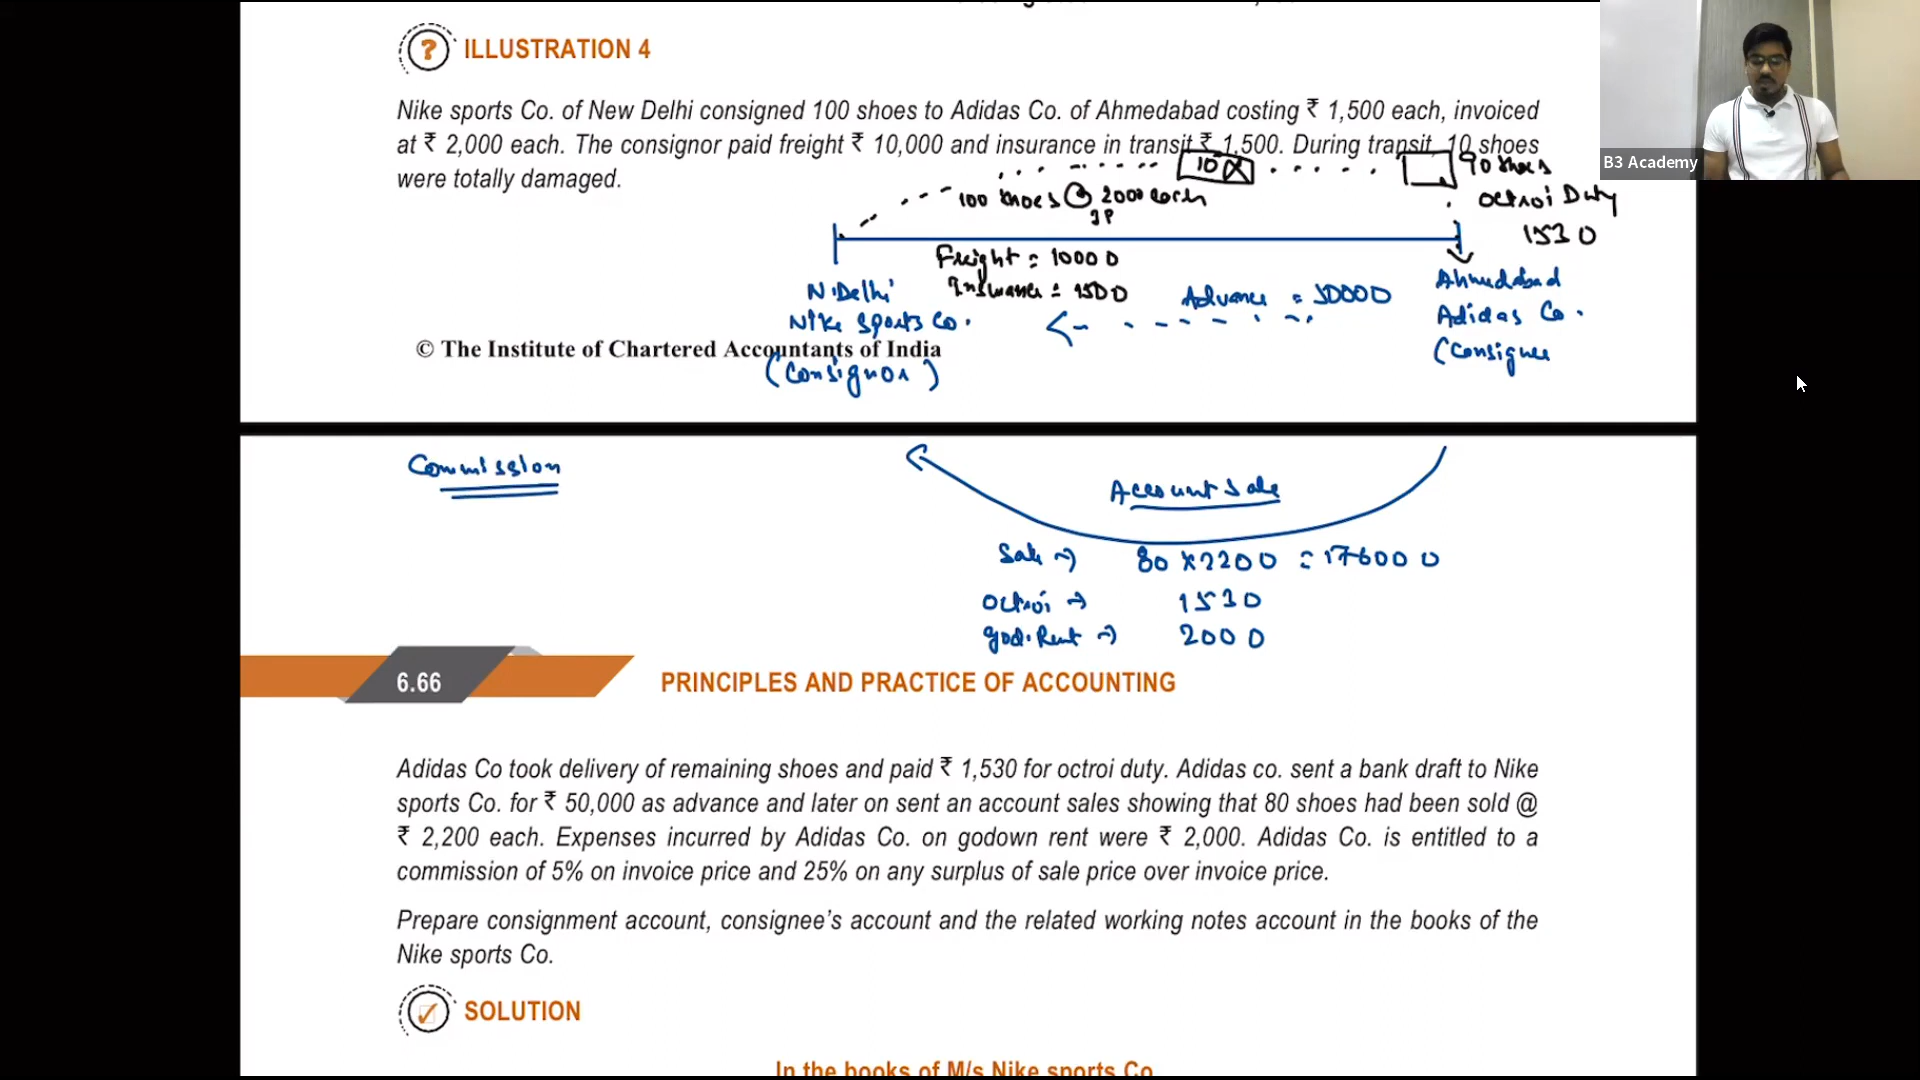 ? ILLUSTRATION 4
Nike sports Co. of New Delhi consigned 100 shoes to Adidas Co. of Ahmedabad costing ₹ 1,500 each, invoiced
at ₹ 2,000 each. The consignor paid freight ₹ 10,000 and insurance in transit ₹ 1,500. During transit, 10 shoes
were totally damaged.
B3 Academy
10 X
90 shoes
100 shoes @ 2000 each
IP
Octroi Duty
1530
Freight = 10000
Insurance = 1500
N.Delhi
Nike Sports Co.
(Consignor)
Advance = 50000
Ahmedabad
Adidas Co.
(Consignee
© The Institute of Chartered Accountants of India
Commission
Account Sale
Sale → 80 x 2200 = 176000
Octroi → 1530
god. Rent → 2000
6.66 PRINCIPLES AND PRACTICE OF ACCOUNTING
Adidas Co took delivery of remaining shoes and paid ₹ 1,530 for octroi duty. Adidas co. sent a bank draft to Nike
sports Co. for ₹ 50,000 as advance and later on sent an account sales showing that 80 shoes had been sold @
₹ 2,200 each. Expenses incurred by Adidas Co. on godown rent were ₹ 2,000. Adidas Co. is entitled to a
commission of 5% on invoice price and 25% on any surplus of sale price over invoice price.
Prepare consignment account, consignee’s account and the related working notes account in the books of the
Nike sports Co.
SOLUTION
In the books of M/s Nike sports Co.